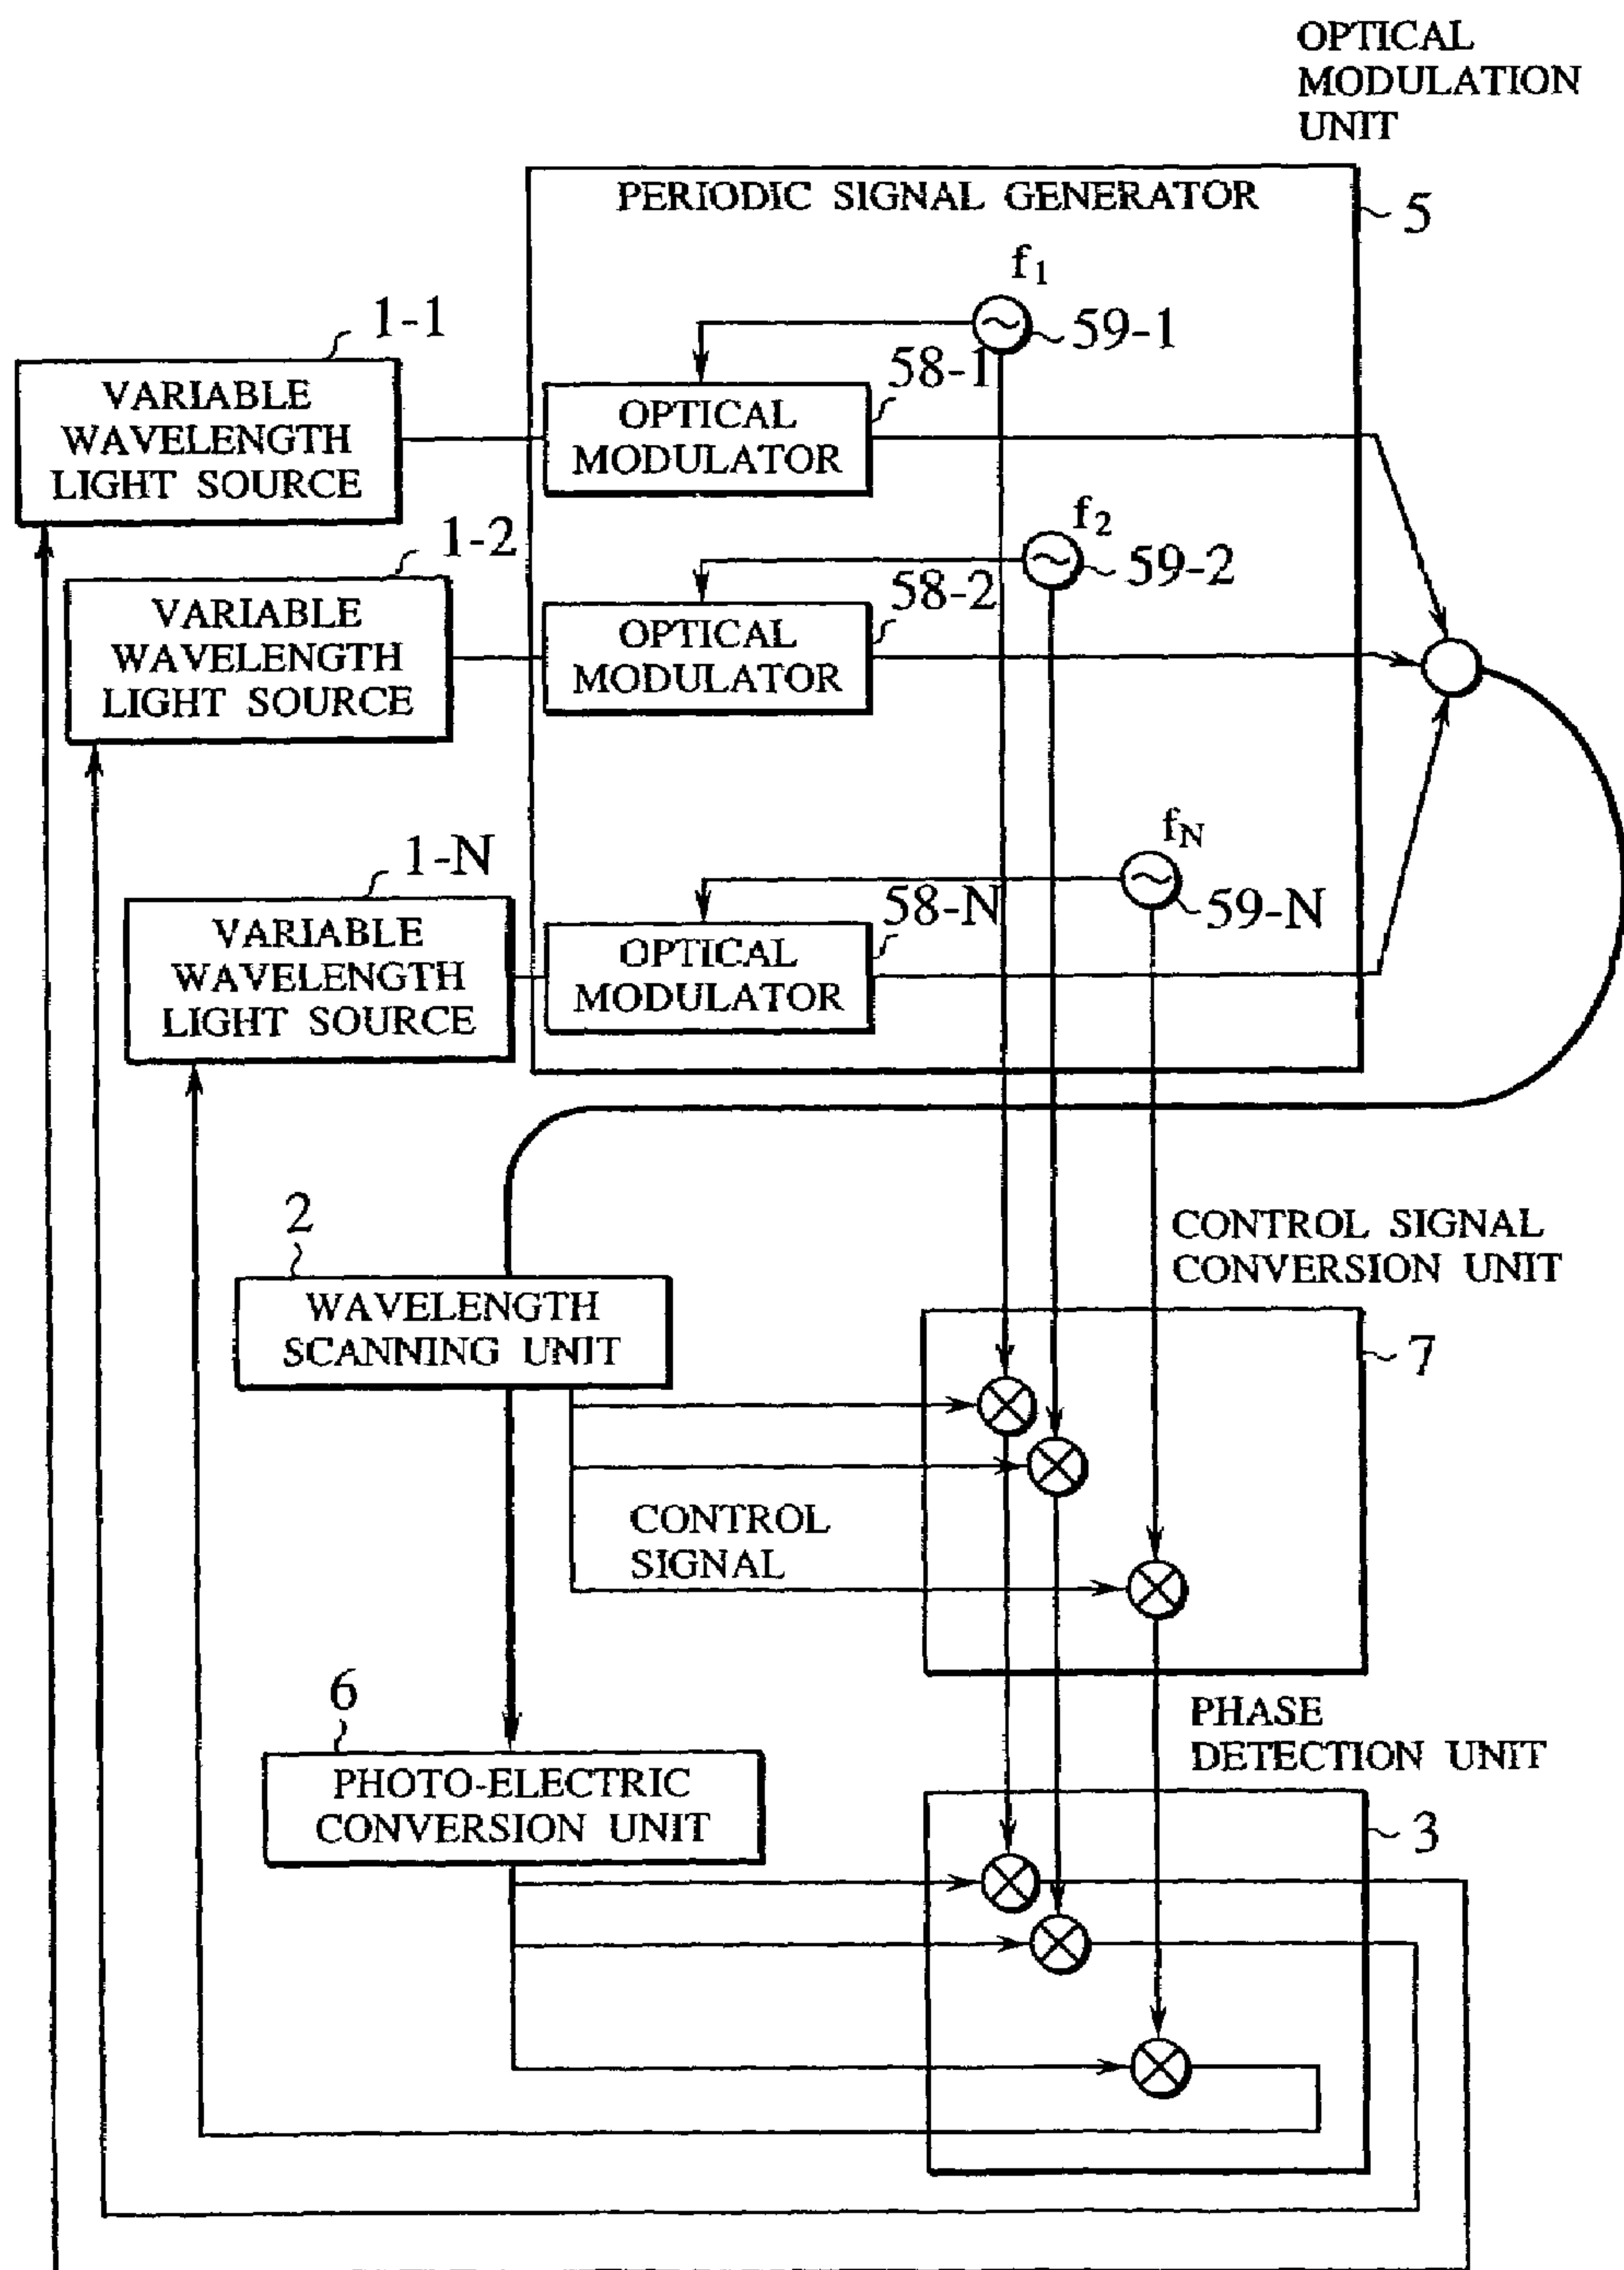 OPTICAL
MODULATION
UNIT
PERIODIC SIGNAL GENERATOR
5
f1
59-1
1-1
VARIABLE
WAVELENGTH
LIGHT SOURCE
58-1
OPTICAL
MODULATOR
f2
59-2
1-2
VARIABLE
WAVELENGTH
LIGHT SOURCE
58-2
OPTICAL
MODULATOR
fN
59-N
1-N
VARIABLE
WAVELENGTH
LIGHT SOURCE
58-N
OPTICAL
MODULATOR
2
WAVELENGTH
SCANNING UNIT
CONTROL SIGNAL
CONVERSION UNIT
7
CONTROL
SIGNAL
6
PHOTO-ELECTRIC
CONVERSION UNIT
PHASE
DETECTION UNIT
3